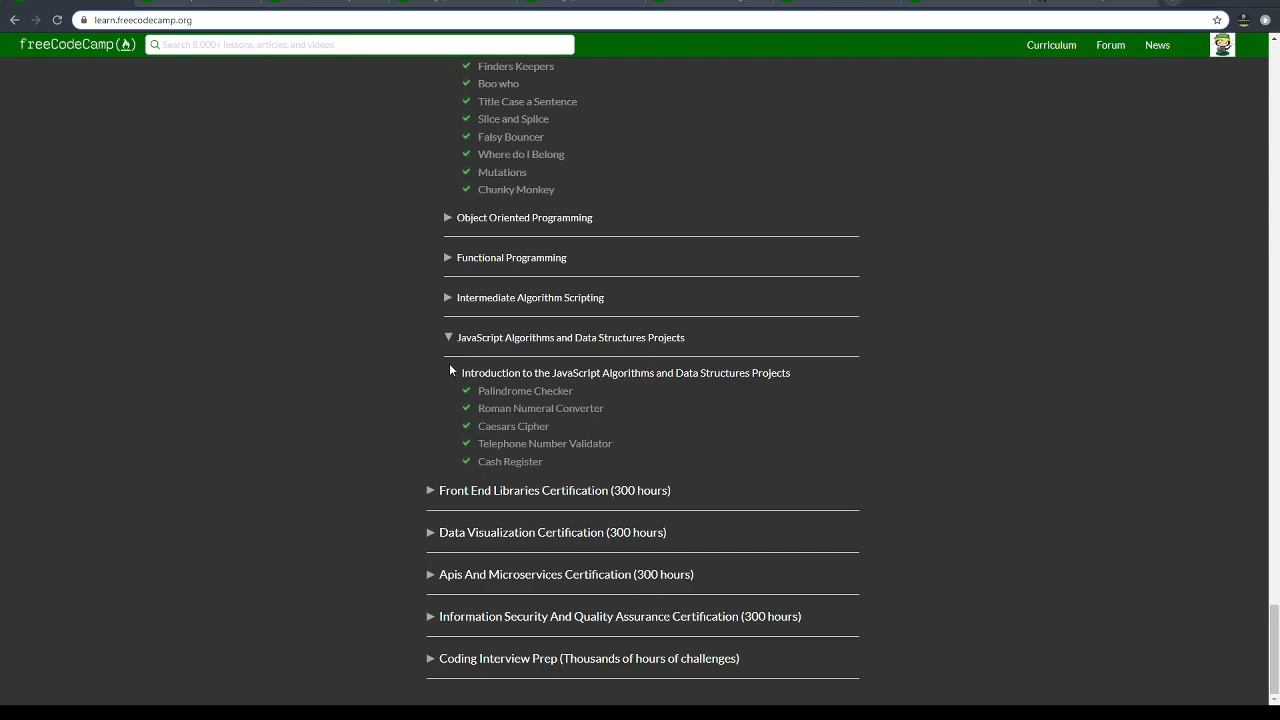 learn.freecodecamp.org
freeCodeCamp
Search 8,000+ lessons, articles, and videos
Curriculum
Forum
News
Finders Keepers
Boo who
Title Case a Sentence
Slice and Splice
Falsy Bouncer
Where do I Belong
Mutations
Chunky Monkey
Object Oriented Programming
Functional Programming
Intermediate Algorithm Scripting
JavaScript Algorithms and Data Structures Projects
Introduction to the JavaScript Algorithms and Data Structures Projects
Palindrome Checker
Roman Numeral Converter
Caesars Cipher
Telephone Number Validator
Cash Register
Front End Libraries Certification (300 hours)
Data Visualization Certification (300 hours)
Apis And Microservices Certification (300 hours)
Information Security And Quality Assurance Certification (300 hours)
Coding Interview Prep (Thousands of hours of challenges)